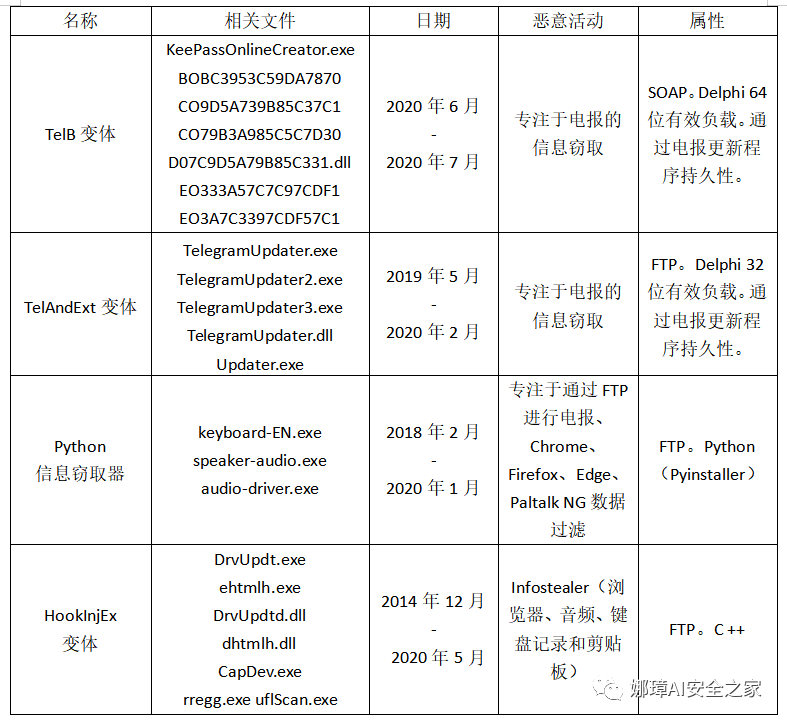 名称 相关文件 日期 恶意活动 属性
TelB 变体
KeePassOnlineCreator.exe
BOBC3953C59DA7870
CO9D5A739B85C37C1
CO79B3A985C5C7D30
D07C9D5A79B85C331.dll
EO333A57C7C97CDF1
EO3A7C3397CDF57C1
2020 年 6 月
-
2020 年 7 月
专注于电报的
信息窃取
SOAP。Delphi 64
位有效负载。通
过电报更新程
序持久性。
TelAndExt 变体
TelegramUpdater.exe
TelegramUpdater2.exe
TelegramUpdater3.exe
TelegramUpdater.dll
Updater.exe
2019 年 5 月
-
2020 年 2 月
专注于电报的
信息窃取
FTP。Delphi 32
位有效负载。通
过电报更新程
序持久性。
Python
信息窃取器
keyboard-EN.exe
speaker-audio.exe
audio-driver.exe
2018 年 2 月
-
2020 年 1 月
专注于通过 FTP
进行电报、
Chrome、
Firefox、Edge、
Paltalk NG 数据
过滤
FTP。Python
（Pyinstaller）
HookInjEx
变体
DrvUpdt.exe
ehtmlh.exe
DrvUpdtd.dll
dhtmlh.dll
CapDev.exe
rregg.exe uflScan.exe
2014 年 12 月
-
2020 年 5 月
Infostealer（浏
览器、音频、键
盘记录和剪贴
板）
FTP。C ++
娜璋AI安全之家